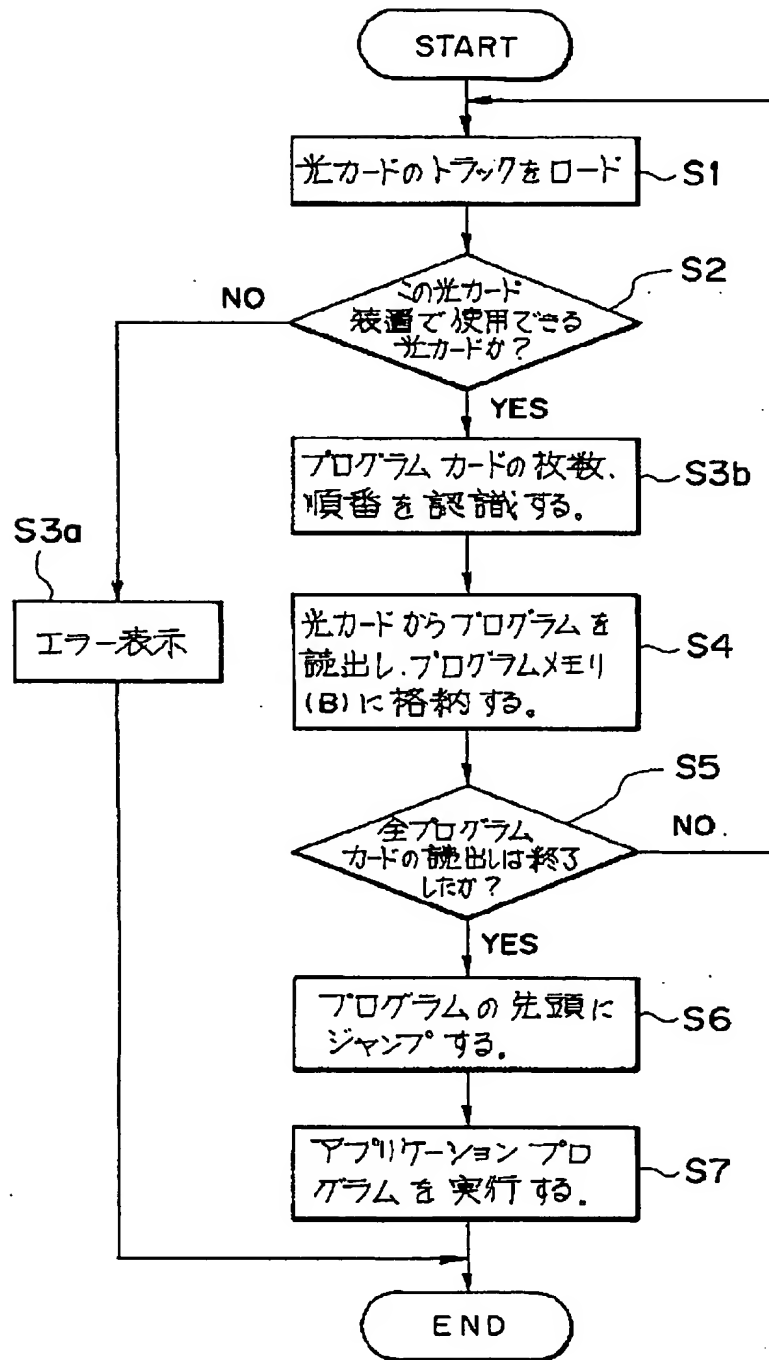 START
光カードのトラックをロード
S1
S2
NO
この光カード
装置で使用できる
光カードか?
YES
プログラムカードの枚数、
順番を認識する。
S3b
S3a
エラー表示
光カードからプログラムを
読出し、プログラムメモリ
(B)に格納する。
S4
S5
全プログラム
カードの読出しは終了
したか?
NO
YES
プログラムの先頭に
ジャンプする。
S6
アプリケーションプロ
グラムを実行する。
S7
END